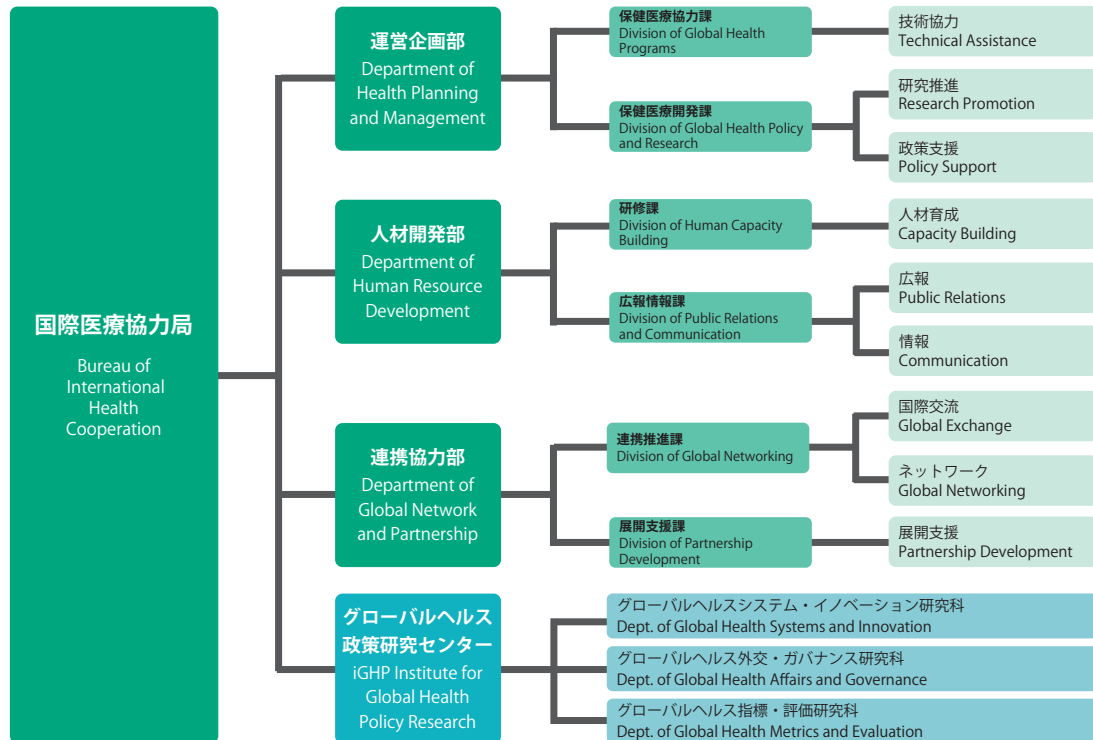 国際医療協力局
Bureau of
International
Health
Cooperation
運営企画部
Department of
Health Planning
and Management
保健医療協力課
Division of Global Health
Programs
技術協力
Technical Assistance
保健医療開発課
Division of Global Health Policy
and Research
研究推進
Research Promotion
政策支援
Policy Support
人材開発部
Department of
Human Resource
Development
研修課
Division of Human Capacity
Building
人材育成
Capacity Building
広報情報課
Division of Public Relations
and Communication
広報
Public Relations
情報
Communication
連携協力部
Department of
Global Network
and Partnership
連携推進課
Division of Global Networking
国際交流
Global Exchange
ネットワーク
Global Networking
展開支援課
Division of Partnership
Development
展開支援
Partnership Development
グローバルヘルス
政策研究センター
iGHP Institute for
Global Health
Policy Research
グローバルヘルスシステム・イノベーション研究科
Dept. of Global Health Systems and Innovation
グローバルヘルス外交・ガバナンス研究科
Dept. of Global Health Affairs and Governance
グローバルヘルス指標・評価研究科
Dept. of Global Health Metrics and Evaluation